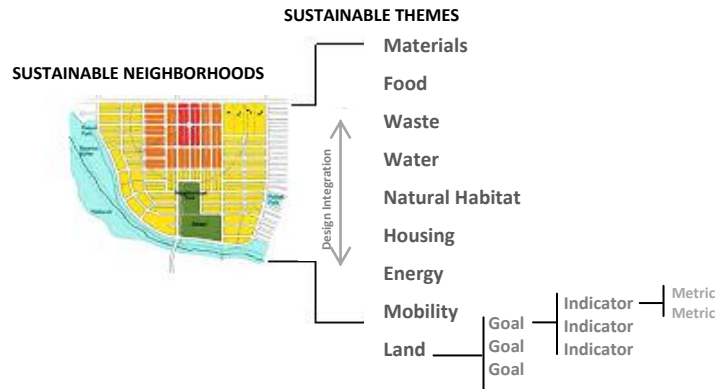 SUSTAINABLE THEMES
SUSTAINABLE NEIGHBORHOODS
Materials
Food
Waste
Water
Natural Habitat
Housing
Energy
Mobility
Land
Design Integration
Goal
Goal
Goal
Indicator
Indicator
Indicator
Metric
Metric